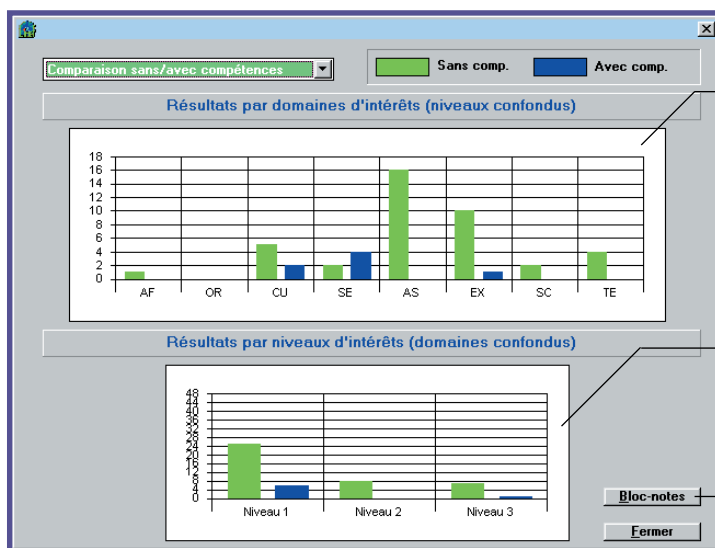 Comparaison sans/avec compétences
Sans comp. Avec comp.
Résultats par domaines d'intérêts (niveaux confondus)
18
16
14
12
10
8
6
4
2
0
AF OR CU SE AS EX SC TE
Résultats par niveaux d'intérêts (domaines confondus)
48
44
40
36
32
28
24
20
16
12
8
4
0
Niveau 1 Niveau 2 Niveau 3
Bloc-notes
Fermer